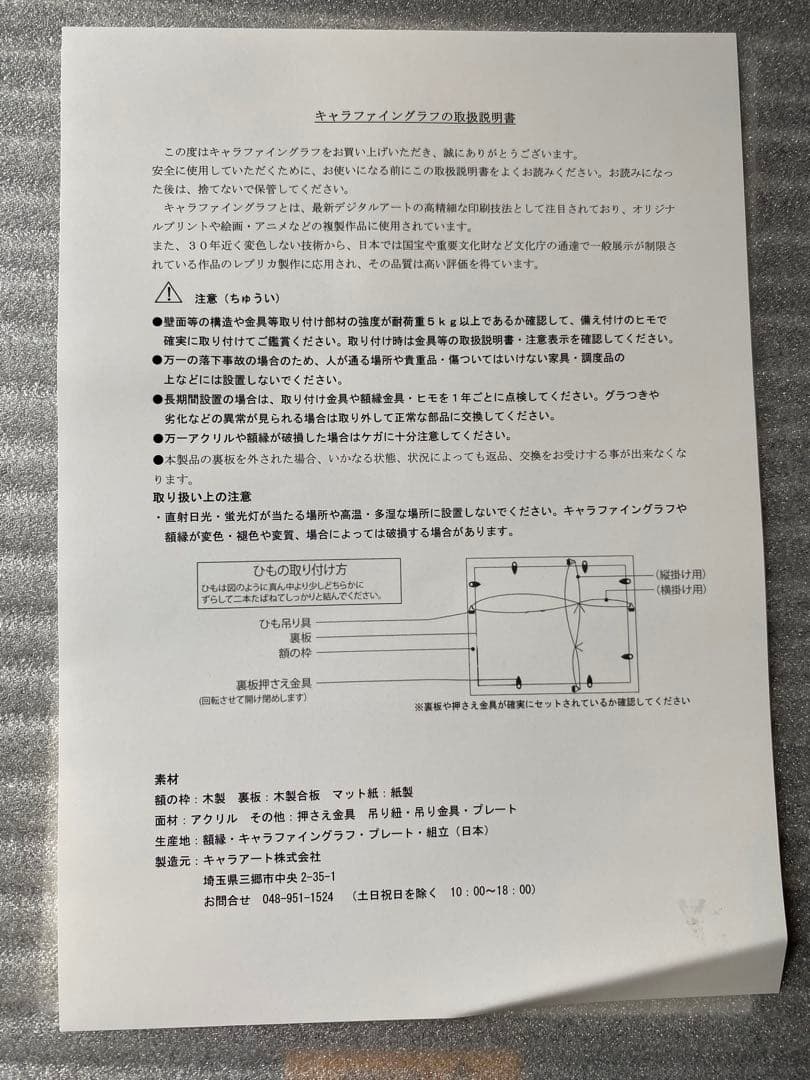 キャラファイングラフの取扱説明書
この度はキャラファイングラフをお買い上げいただき、誠にありがとうございます。
安全に使用していただくために、お使いになる前にこの取扱説明書をよくお読みください。お読みになっ
た後は、捨てないで保管してください。
キャラファイングラフとは、最新デジタルアートの高精細な印刷技法として注目されており、オリジナ
ルプリントや絵画・アニメなどの複製作品に使用されています。
また、３０年近く変色しない技術から、日本では国宝や重要文化財など文化庁の通達で一般展示が制限さ
れている作品のレプリカ製作に応用され、その品質は高い評価を得ています。
注意（ちゅうい）
●壁面等の構造や金具等取り付け部材の強度が耐荷重５ｋｇ以上であるか確認して、備え付けのヒモで
確実に取り付けてご鑑賞ください。取り付け時は金具等の取扱説明書・注意表示を確認してください。
●万一の落下事故の場合のため、人が通る場所や貴重品・傷ついてはいけない家具・調度品の
上などには設置しないでください。
●長期間設置の場合は、取り付け金具や額縁金具・ヒモを１年ごとに点検してください。グラつきや
劣化などの異常が見られる場合は取り外して正常な部品に交換してください。
●万一アクリルや額縁が破損した場合はケガに十分注意してください。
●本製品の裏板を外された場合、いかなる状態、状況によっても返品、交換をお受けする事が出来なくな
ります。
取り扱い上の注意
・直射日光・蛍光灯が当たる場所や高温・多湿な場所に設置しないでください。キャラファイングラフや
額縁が変色・褪色や変質、場合によっては破損する場合があります。
ひもの取り付け方
ひもは図のように真ん中より少しどちらかに
ずらして二本たばねてしっかりと結んでください。
（縦掛け用）
（横掛け用）
ひも吊り具
裏板
額の枠
裏板押さえ金具
（回転させて開け閉めします）
※裏板や押さえ金具が確実にセットされているか確認してください
素材
額の枠：木製　裏板：木製合板　マット紙：紙製
面材：アクリル　その他：押さえ金具　吊り紐・吊り金具・プレート
生産地：額縁・キャラファイングラフ・プレート・組立（日本）
製造元：キャラアート株式会社
埼玉県三郷市中央 2-35-1
お問合せ　048-951-1524　（土日祝日を除く　10：00～18：00）